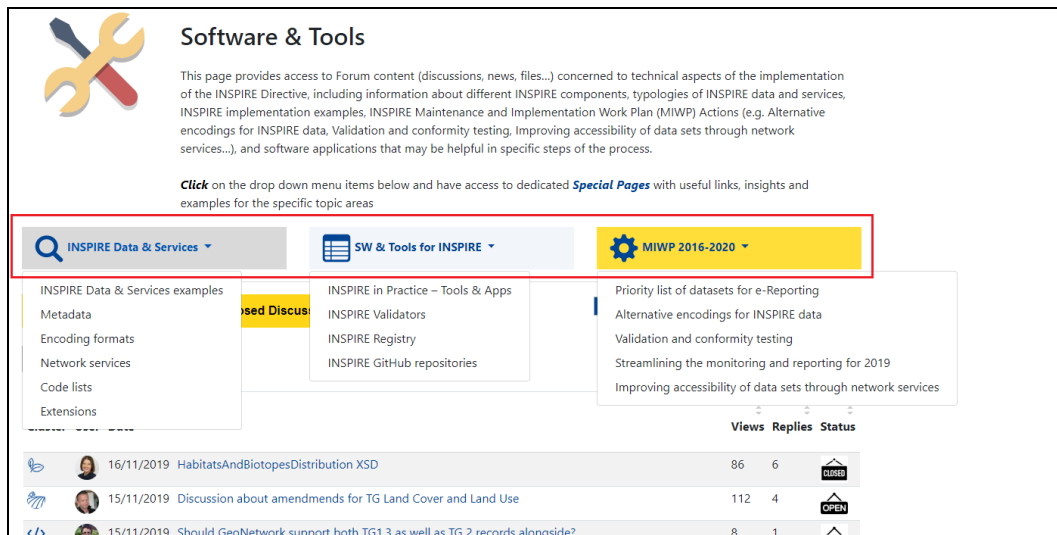 Software & Tools
This page provides access to Forum content (discussions, news, files...) concerned to technical aspects of the implementation
of the INSPIRE Directive, including information about different INSPIRE components, typologies of INSPIRE data and services,
INSPIRE implementation examples, INSPIRE Maintenance and Implementation Work Plan (MIWP) Actions (e.g. Alternative
encodings for INSPIRE data, Validation and conformity testing, Improving accessibility of data sets through network
services...), and software applications that may be helpful in specific steps of the process.
Click on the drop down menu items below and have access to dedicated Special Pages with useful links, insights and
examples for the specific topic areas
INSPIRE Data & Services
SW & Tools for INSPIRE
MIWP 2016-2020
INSPIRE Data & Services examples
Metadata
Encoding formats
Network services
Code lists
Extensions
INSPIRE in Practice – Tools & Apps
INSPIRE Validators
INSPIRE Registry
INSPIRE GitHub repositories
Priority list of datasets for e-Reporting
Alternative encodings for INSPIRE data
Validation and conformity testing
Streamlining the monitoring and reporting for 2019
Improving accessibility of data sets through network services
Views Replies Status
16/11/2019 HabitatsAndBiotopesDistribution XSD 86 6 CLOSED
15/11/2019 Discussion about amendments for TG Land Cover and Land Use 112 4 OPEN
15/11/2019 Should GeoNetwork support both TG1.3 as well as TG 2 records alongside? 8 1